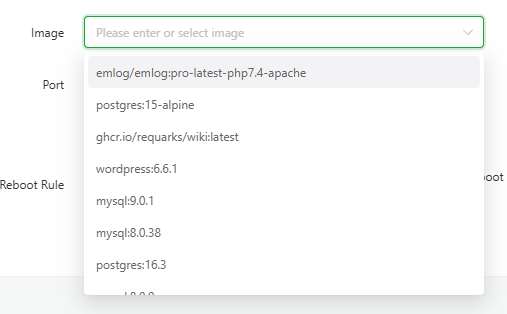 Image
Please enter or select image
emlog/emlog:pro-latest-php7.4-apache
Port
postgres:15-alpine
ghcr.io/requarks/wiki:latest
wordpress:6.6.1
Reboot Rule
oot
mysql:9.0.1
mysql:8.0.38
postgres:16.3